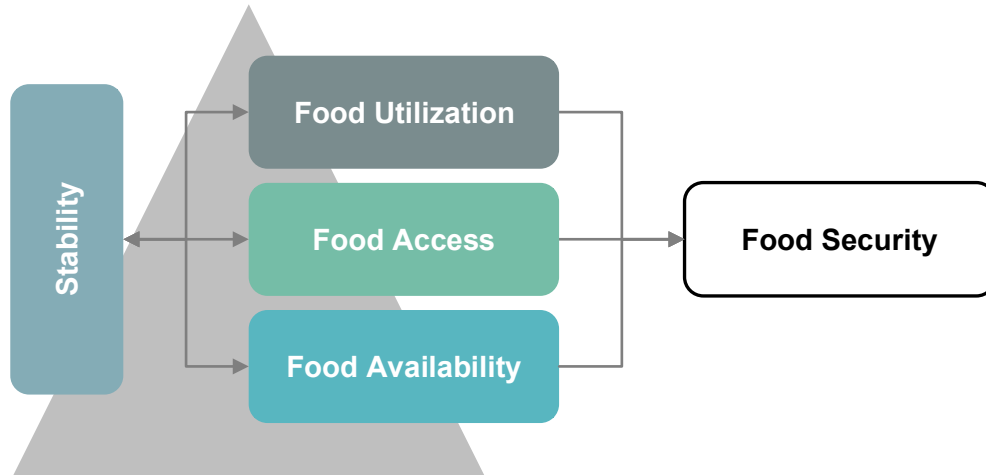 Stability
Food Utilization
Food Access
Food Availability
Food Security